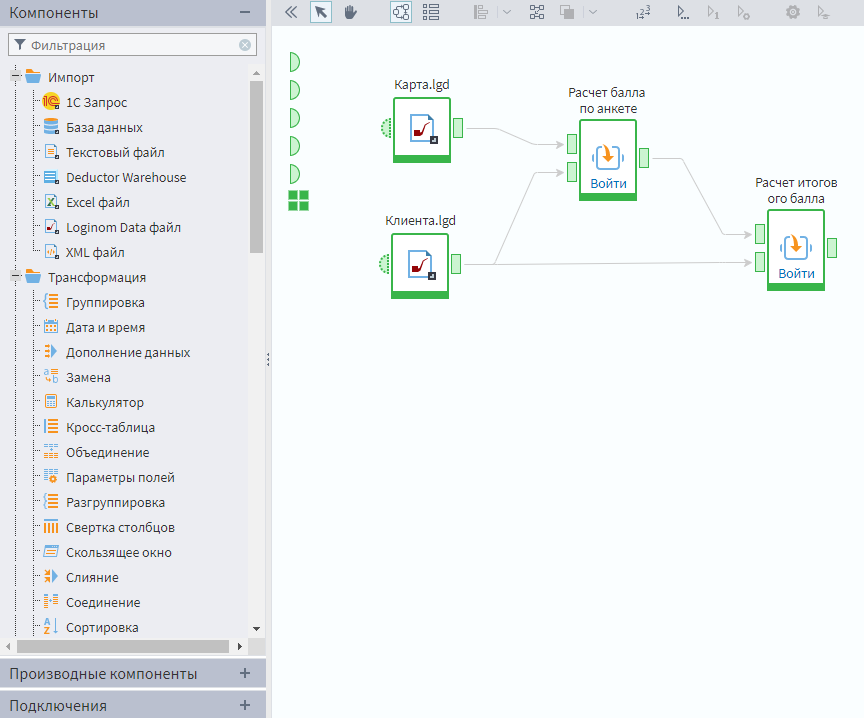 Компоненты
Фильтрация
Импорт
1С Запрос
База данных
Текстовый файл
Deductor Warehouse
Excel файл
Loginom Data файл
XML файл
Трансформация
Группировка
Дата и время
Дополнение данных
Замена
Калькулятор
Кросс-таблица
Объединение
Параметры полей
Разгруппировка
Свертка столбцов
Скользящее окно
Слияние
Соединение
Сортировка
Производные компоненты
Подключения
Карта.lgd
Клиента.lgd
Расчет балла
по анкете
Войти
Расчет итогов
ого балла
Войти